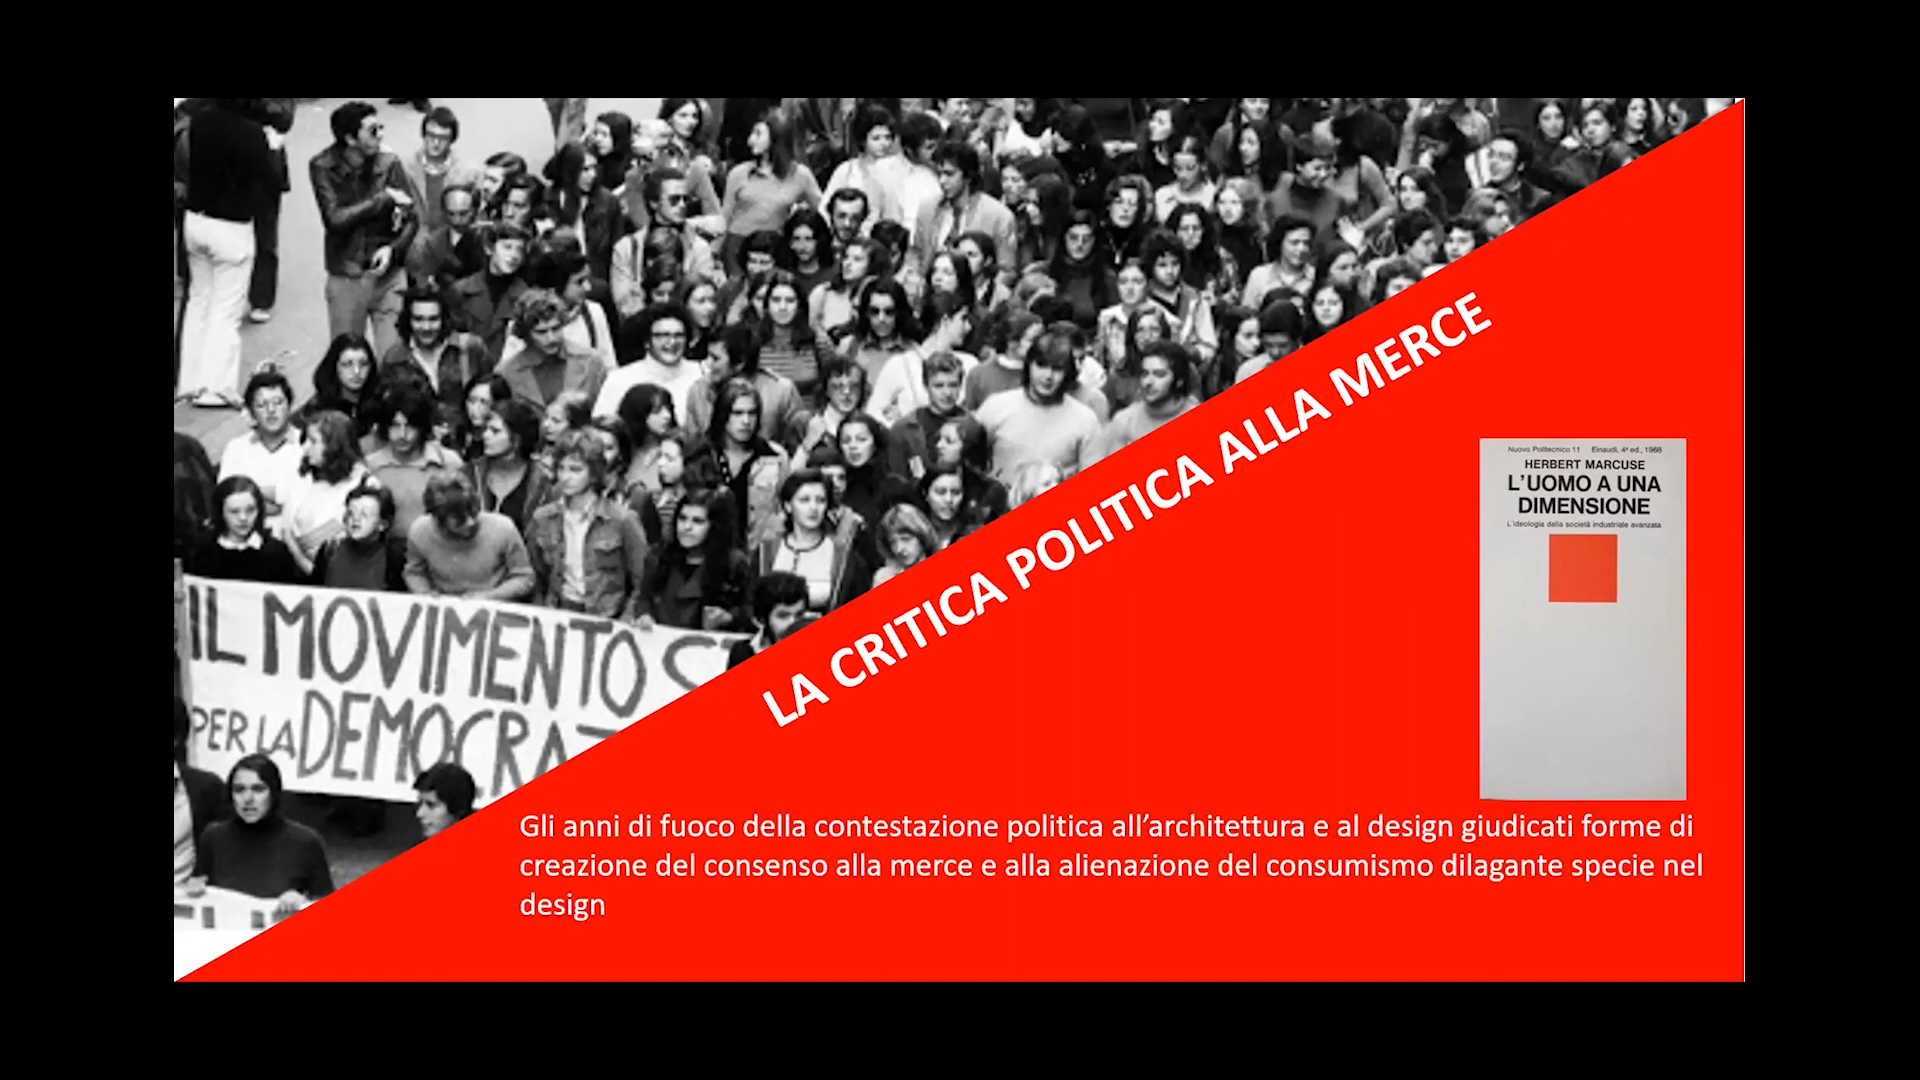 IL MOVIMENTO
PER LA DEMOCRA
LA CRITICA POLITICA ALLA MERCE
Nuovo Politecnico 11 Einaudi, 4ª ed., 1968
HERBERT MARCUSE
L'UOMO A UNA
DIMENSIONE
L'ideologia della società industriale avanzata
Gli anni di fuoco della contestazione politica all’architettura e al design giudicati forme di
creazione del consenso alla merce e alla alienazione del consumismo dilagante specie nel
design